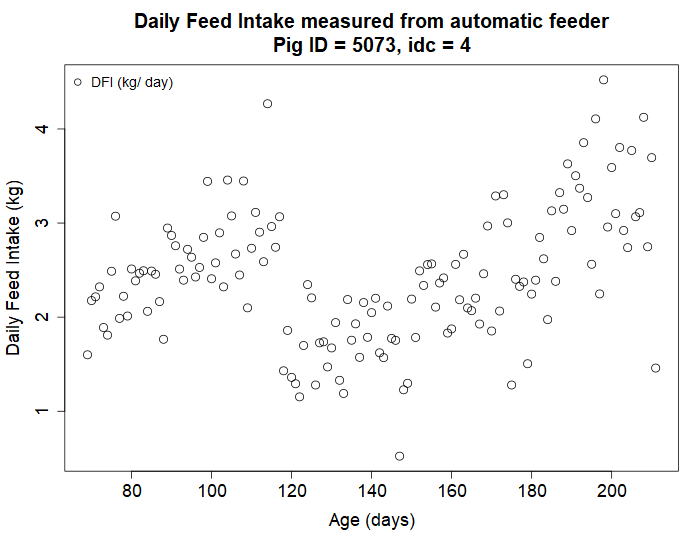 Daily Feed Intake measured from automatic feeder
Pig ID = 5073, idc = 4
DFI (kg/ day)
4
3
2
1
Daily Feed Intake (kg)
80 100 120 140 160 180 200
Age (days)